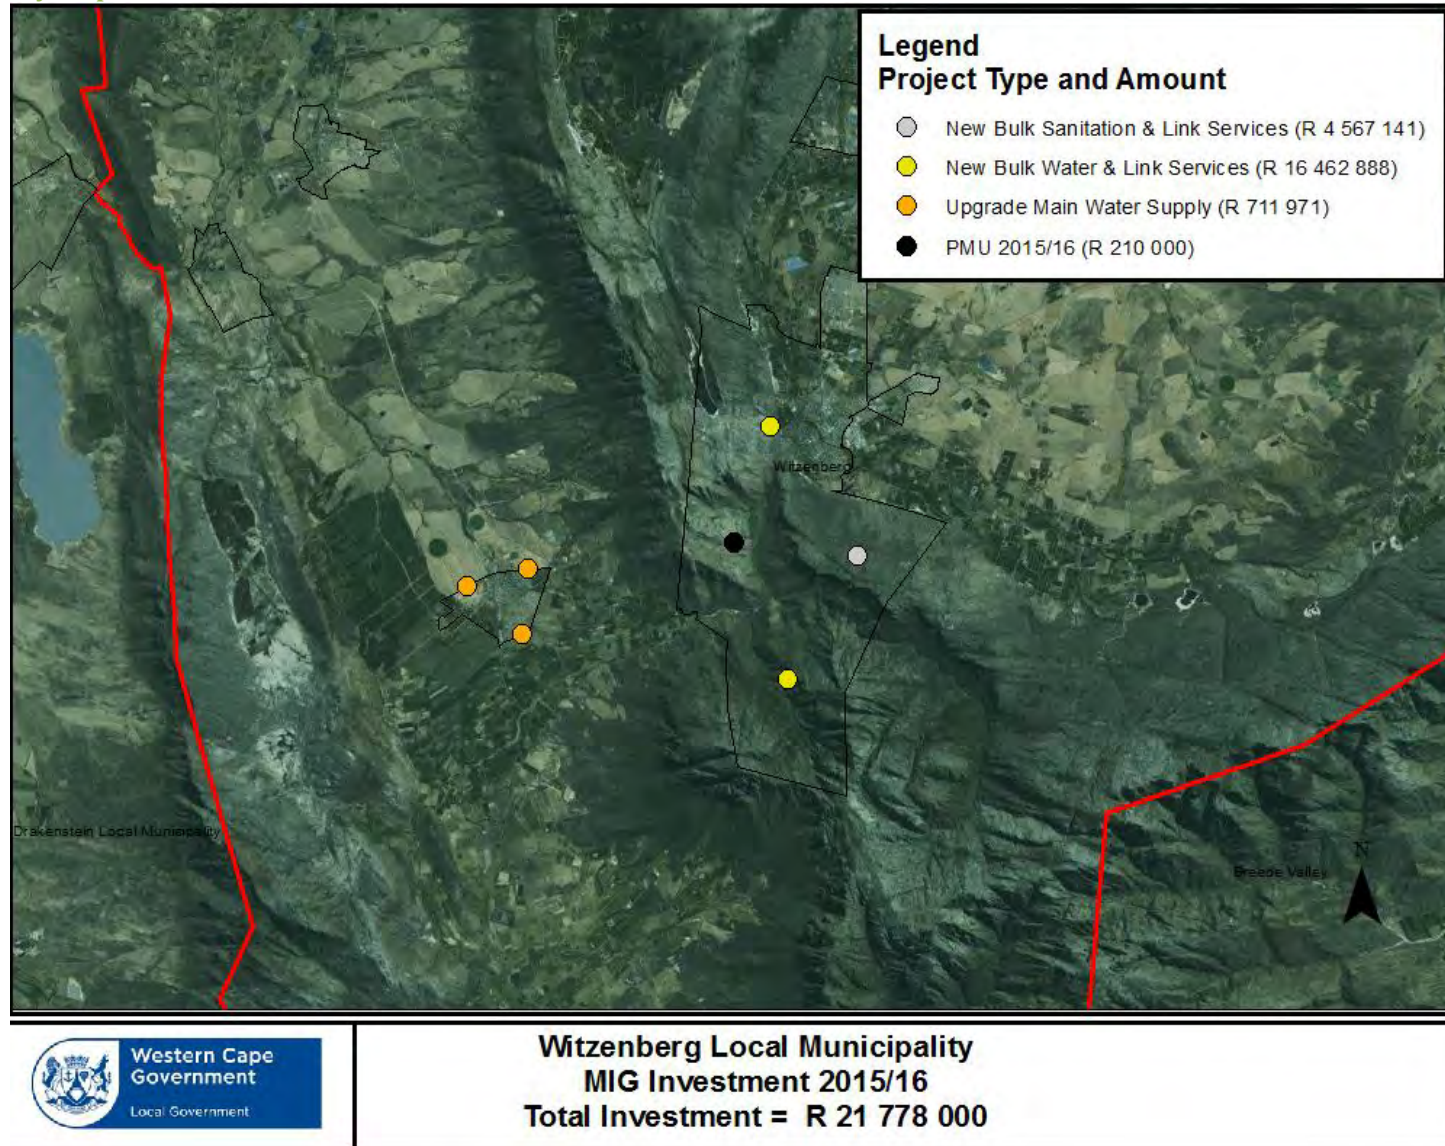 Legend
Project Type and Amount
New Bulk Sanitation & Link Services (R 4 567 141)
New Bulk Water & Link Services (R 16 462 888)
Upgrade Main Water Supply (R 711 971)
PMU 2015/16 (R 210 000)
Witzenberg
Drakenstein Local Municipality
Breede Valley
N
Western Cape
Government
Local Government
Witzenberg Local Municipality
MIG Investment 2015/16
Total Investment = R 21 778 000